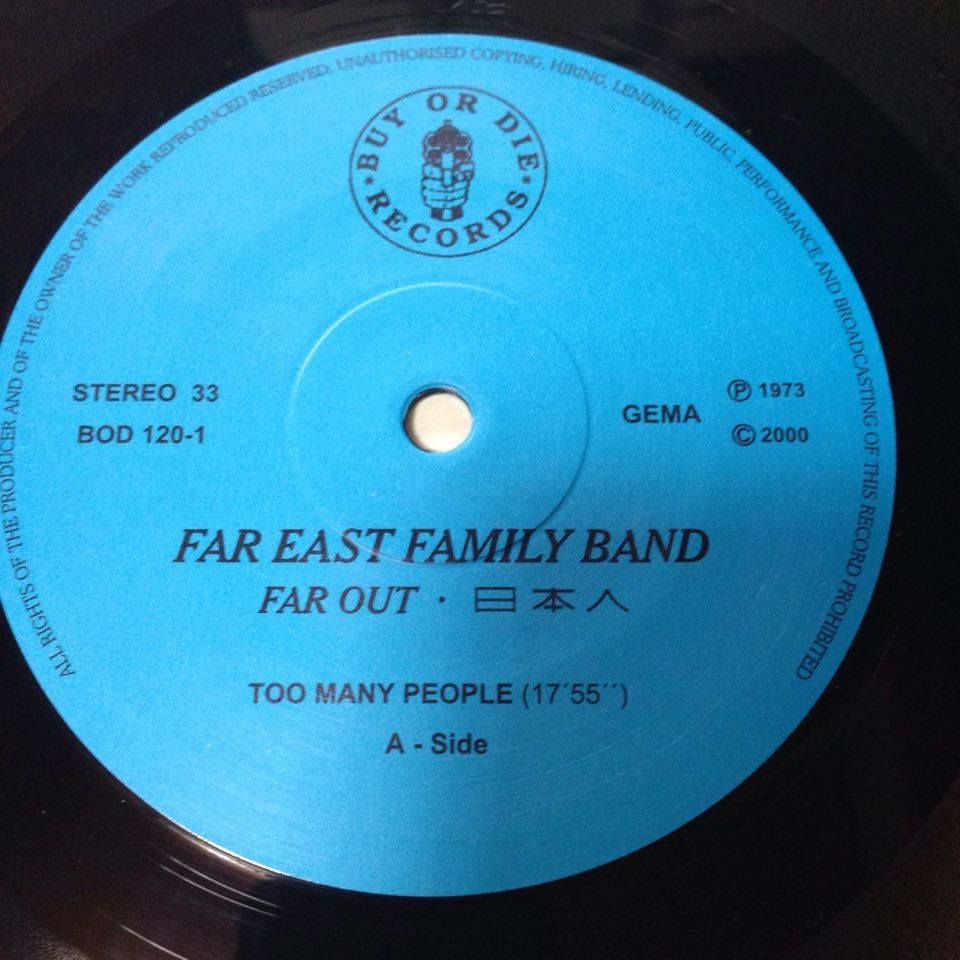 ALL RIGHTS OF THE PRODUCER AND OF THE OWNER OF THE WORK REPRODUCED RESERVED, UNAUTHORISED COPYING, HIRING, LENDING, PUBLIC PERFORMANCE AND BROADCASTING OF THIS RECORD PROHIBITED
★ BUY OR DIE ★
RECORDS
STEREO 33
BOD 120-1
GEMA
Ⓟ 1973
© 2000
FAR EAST FAMILY BAND
FAR OUT · 日本人
TOO MANY PEOPLE (17´55´´)
A - Side